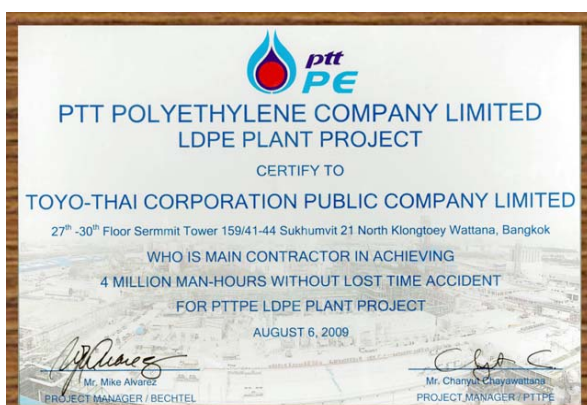 ptt
PE
PTT POLYETHYLENE COMPANY LIMITED
LDPE PLANT PROJECT
CERTIFY TO
TOYO-THAI CORPORATION PUBLIC COMPANY LIMITED
27th -30th Floor Sermmit Tower 159/41-44 Sukhumvit 21 North Klongtoey Wattana, Bangkok
WHO IS MAIN CONTRACTOR IN ACHIEVING
4 MILLION MAN-HOURS WITHOUT LOST TIME ACCIDENT
FOR PTTPE LDPE PLANT PROJECT
AUGUST 6, 2009
Mr. Mike Alvarez
PROJECT MANAGER / BECHTEL
Mr. Chanyut Chayawattana
PROJECT MANAGER / PTTPE